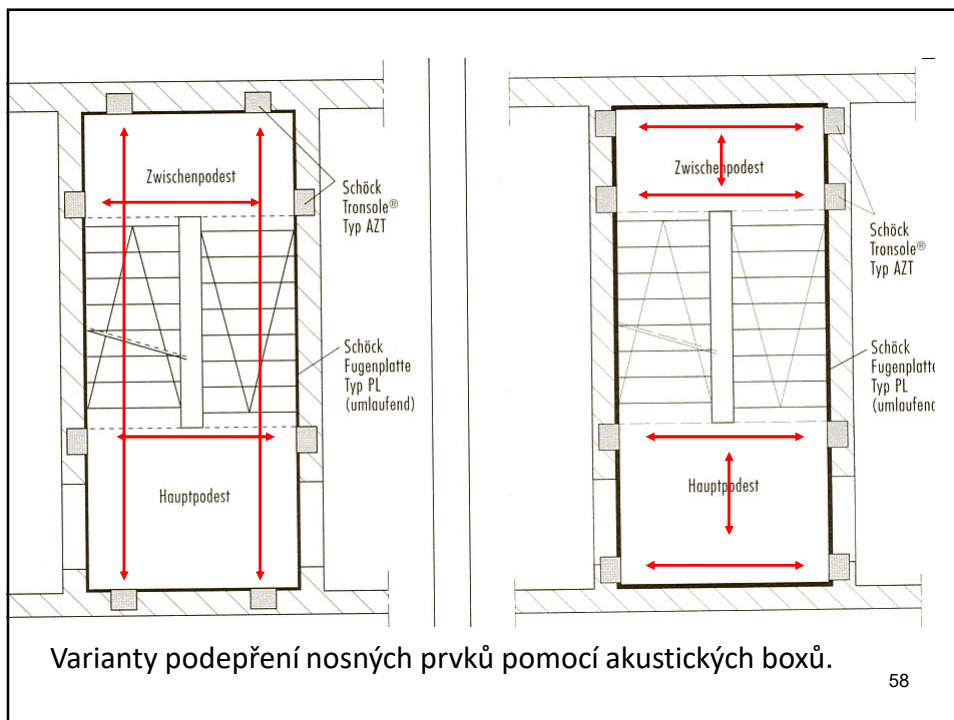 Zwischenpodest
Schöck
Tronsole®
Typ AZT
Schöck
Fugenplatte
Typ PL
(umlaufend)
Hauptpodest
Zwischenpodest
Schöck
Tronsole®
Typ AZT
Schöck
Fugenplatte
Typ PL
(umlaufend
Hauptpodest
Varianty podepření nosných prvků pomocí akustických boxů.
58